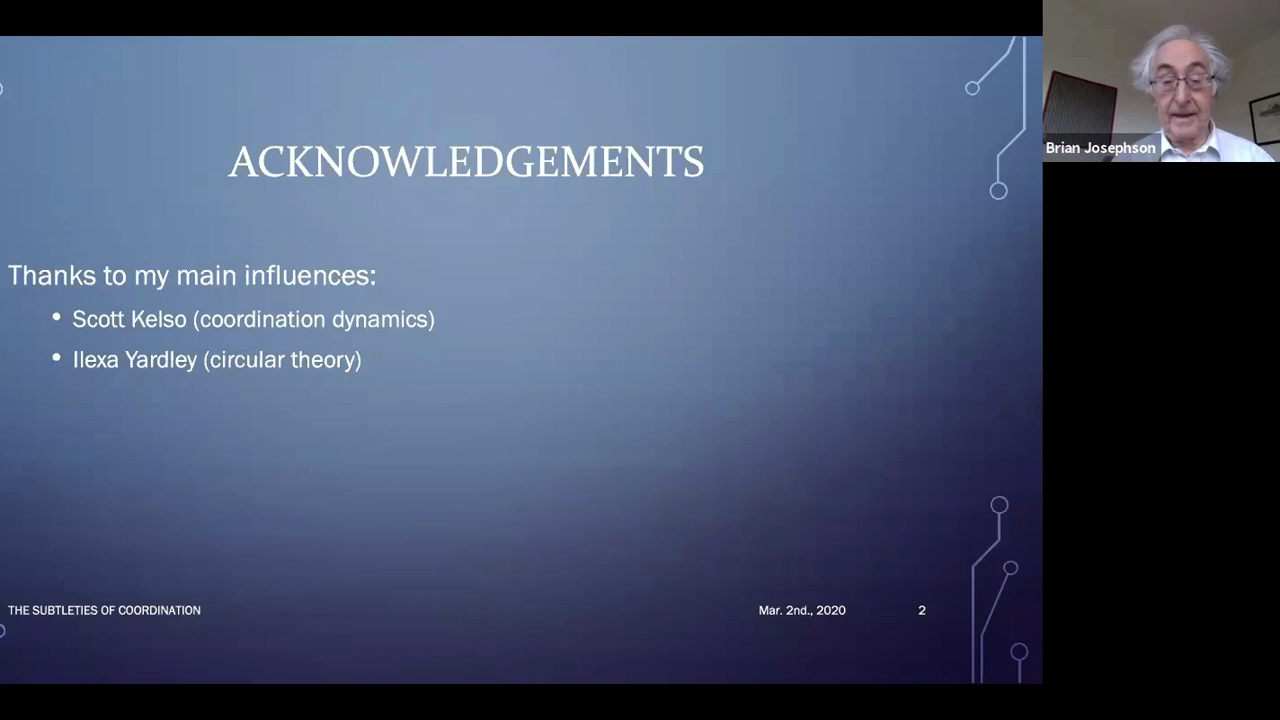 ACKNOWLEDGEMENTS
Thanks to my main influences:
• Scott Kelso (coordination dynamics)
• Ilexa Yardley (circular theory)
THE SUBTLETIES OF COORDINATION
Mar. 2nd., 2020
2
Brian Josephson